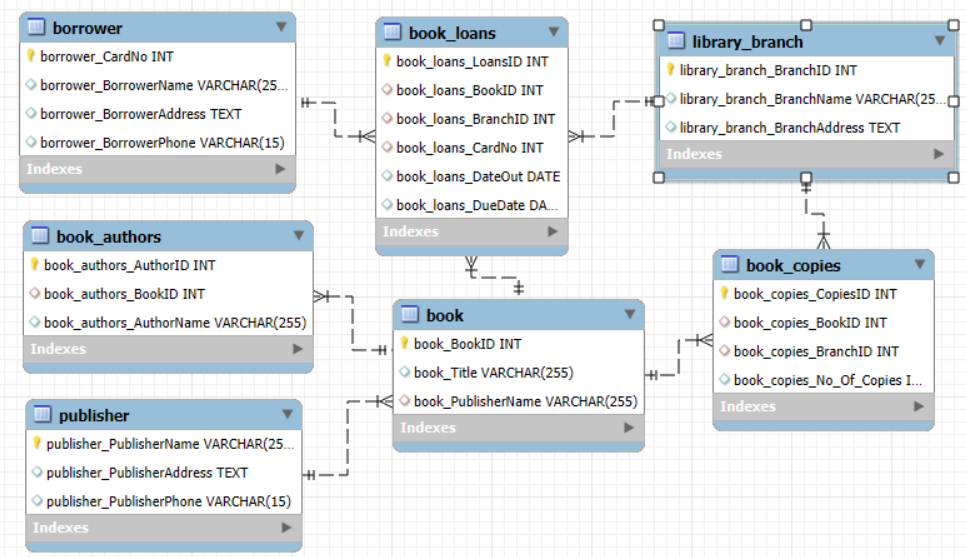 borrower
borrower_CardNo INT
borrower_BorrowerName VARCHAR(25...
borrower_BorrowerAddress TEXT
borrower_BorrowerPhone VARCHAR(15)
Indexes
book_loans
book_loans_LoansID INT
book_loans_BookID INT
book_loans_BranchID INT
book_loans_CardNo INT
book_loans_DateOut DATE
book_loans_DueDate DA...
Indexes
library_branch
library_branch_BranchID INT
library_branch_BranchName VARCHAR(25...
library_branch_BranchAddress TEXT
Indexes
book_authors
book_authors_AuthorID INT
book_authors_BookID INT
book_authors_AuthorName VARCHAR(255)
Indexes
book
book_BookID INT
book_Title VARCHAR(255)
book_PublisherName VARCHAR(255)
Indexes
book_copies
book_copies_CopiesID INT
book_copies_BookID INT
book_copies_BranchID INT
book_copies_No_Of_Copies I...
Indexes
publisher
publisher_PublisherName VARCHAR(25...
publisher_PublisherAddress TEXT
publisher_PublisherPhone VARCHAR(15)
Indexes